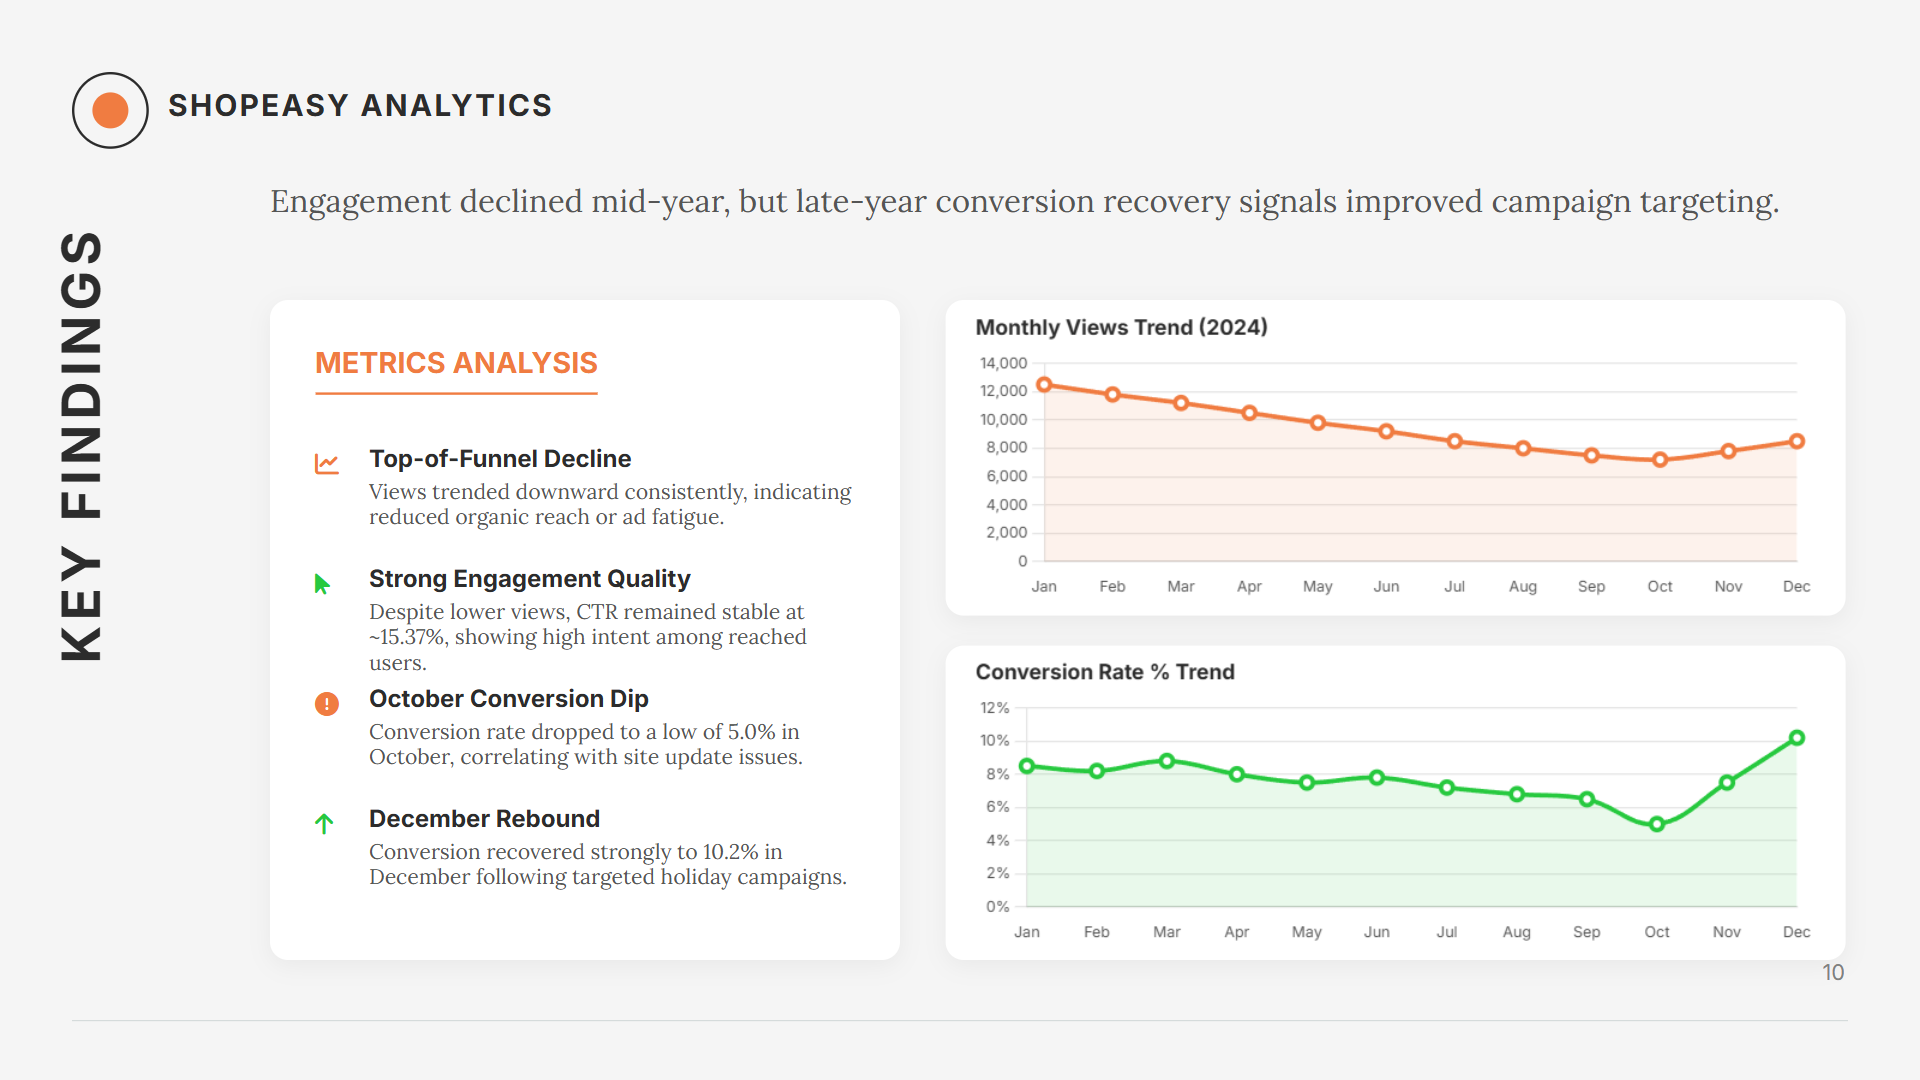 SHOPEASY ANALYTICS
Engagement declined mid-year, but late-year conversion recovery signals improved campaign targeting.
KEY FINDINGS
METRICS ANALYSIS
Top-of-Funnel Decline
Views trended downward consistently, indicating
reduced organic reach or ad fatigue.
Strong Engagement Quality
Despite lower views, CTR remained stable at
~15.37%, showing high intent among reached
users.
October Conversion Dip
Conversion rate dropped to a low of 5.0% in
October, correlating with site update issues.
December Rebound
Conversion recovered strongly to 10.2% in
December following targeted holiday campaigns.
Monthly Views Trend (2024)
14,000
12,000
10,000
8,000
6,000
4,000
2,000
0
Jan Feb Mar Apr May Jun Jul Aug Sep Oct Nov Dec
Conversion Rate % Trend
12%
10%
8%
6%
4%
2%
0%
Jan Feb Mar Apr May Jun Jul Aug Sep Oct Nov Dec
10